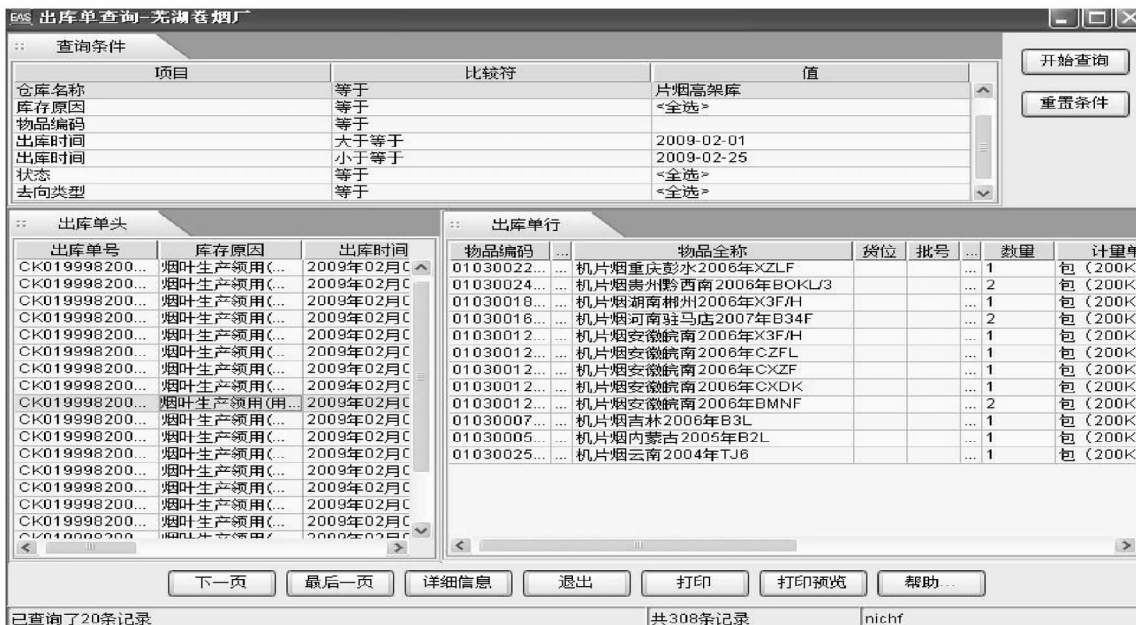 EAS 出库单查询-芜湖卷烟厂
查询条件
开始查询
重置条件
项目 比较符 值
仓库名称 等于 片烟高架库
库存原因 等于 <全选>
物品编码 等于
出库时间 大于等于 2009-02-01
出库时间 小于等于 2009-02-25
状态 等于 <全选>
去向类型 等于 <全选>
出库单头
出库单号 库存原因 出库时间
CK019998200... 烟叶生产领用(... 2009年02月
CK019998200... 烟叶生产领用(... 2009年02月
CK019998200... 烟叶生产领用(... 2009年02月
CK019998200... 烟叶生产领用(... 2009年02月
CK019998200... 烟叶生产领用(... 2009年02月
CK019998200... 烟叶生产领用(... 2009年02月
CK019998200... 烟叶生产领用(... 2009年02月
CK019998200... 烟叶生产领用(... 2009年02月
CK019998200... 烟叶生产领用(用... 2009年02月
CK019998200... 烟叶生产领用(... 2009年02月
CK019998200... 烟叶生产领用(... 2009年02月
CK019998200... 烟叶生产领用(... 2009年02月
CK019998200... 烟叶生产领用(... 2009年02月
CK019998200... 烟叶生产领用(... 2009年02月
CK019998200... 烟叶生产领用(... 2009年02月
CK019998200... 烟叶生产领用(... 2009年02月
出库单行
物品编码 ... 物品全称 货位 批号 ... 数量 计量单
01030022... ... 机片烟重庆彭水2006年XZLF ... 1 包（200K
01030024... ... 机片烟贵州黔西南2006年BOKL/3 ... 2 包（200K
01030018... ... 机片烟湖南郴州2006年X3F/H ... 1 包（200K
01030016... ... 机片烟河南驻马店2007年B34F ... 2 包（200K
01030012... ... 机片烟安徽皖南2006年X3F/H ... 1 包（200K
01030012... ... 机片烟安徽皖南2006年CZFL ... 1 包（200K
01030012... ... 机片烟安徽皖南2006年CXZF ... 1 包（200K
01030012... ... 机片烟安徽皖南2006年CXDK ... 1 包（200K
01030012... ... 机片烟安徽皖南2006年BMNF ... 2 包（200K
01030007... ... 机片烟吉林2006年B3L ... 1 包（200K
01030005... ... 机片烟内蒙古2005年B2L ... 1 包（200K
01030025... ... 机片烟云南2004年TJ6 ... 1 包（200K
下一页 最后一页 详细信息 退出 打印 打印预览 帮助...
已查询了20条记录 共308条记录 nichf